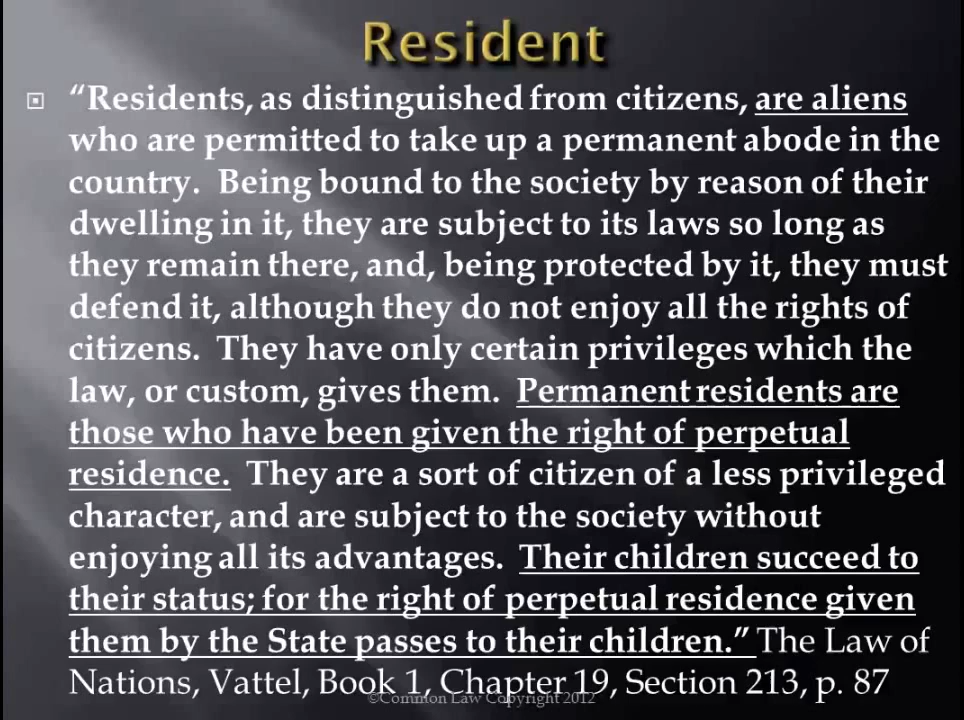 Resident
“Residents, as distinguished from citizens, are aliens
who are permitted to take up a permanent abode in the
country. Being bound to the society by reason of their
dwelling in it, they are subject to its laws so long as
they remain there, and, being protected by it, they must
defend it, although they do not enjoy all the rights of
citizens. They have only certain privileges which the
law, or custom, gives them. Permanent residents are
those who have been given the right of perpetual
residence. They are a sort of citizen of a less privileged
character, and are subject to the society without
enjoying all its advantages. Their children succeed to
their status; for the right of perpetual residence given
them by the State passes to their children.” The Law of
Nations, Vattel, Book 1, Chapter 19, Section 213, p. 87
©Common Law Copyright 2012